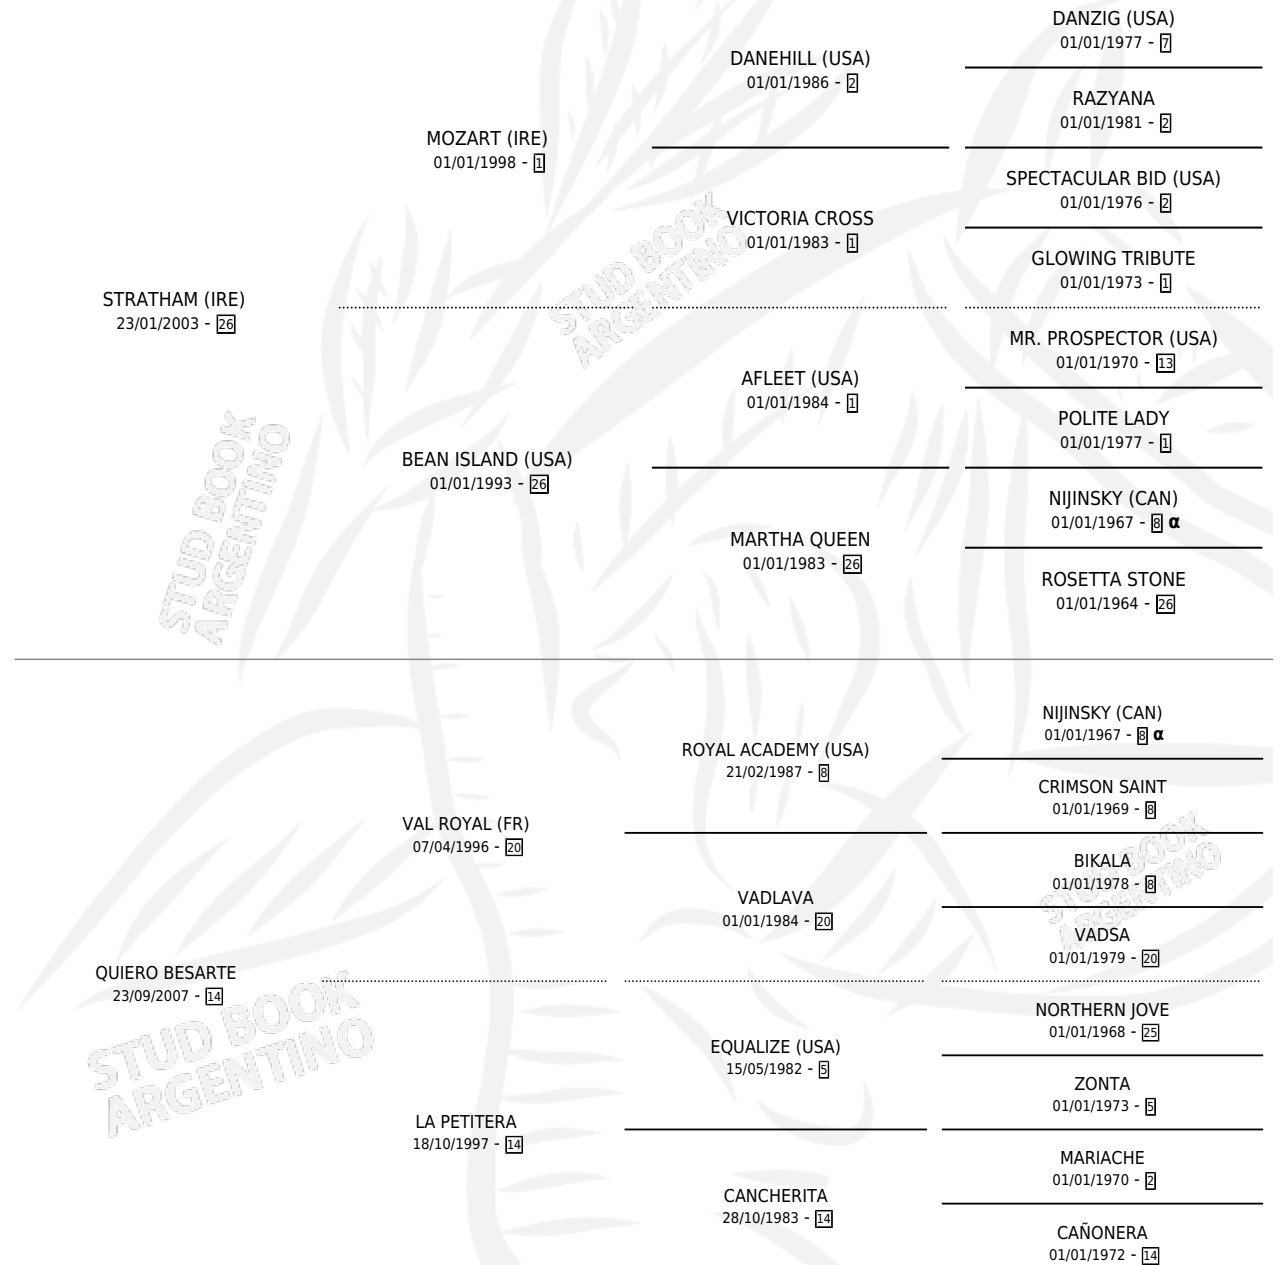 DANZIG (USA)
01/01/1977 - 7
DANEHILL (USA)
01/01/1986 - 2
RAZYANA
01/01/1981 - 2
MOZART (IRE)
01/01/1998 - 1
SPECTACULAR BID (USA)
01/01/1976 - 2
VICTORIA CROSS
01/01/1983 - 1
GLOWING TRIBUTE
01/01/1973 - 1
STRATHAM (IRE)
23/01/2003 - 26
MR. PROSPECTOR (USA)
01/01/1970 - 13
AFLEET (USA)
01/01/1984 - 1
POLITE LADY
01/01/1977 - 1
BEAN ISLAND (USA)
01/01/1993 - 26
NIJINSKY (CAN)
01/01/1967 - 8 α
MARTHA QUEEN
01/01/1983 - 26
ROSETTA STONE
01/01/1964 - 26
NIJINSKY (CAN)
01/01/1967 - 8 α
ROYAL ACADEMY (USA)
21/02/1987 - 8
CRIMSON SAINT
01/01/1969 - 8
VAL ROYAL (FR)
07/04/1996 - 20
BIKALA
01/01/1978 - 8
VADLAVA
01/01/1984 - 20
VADSA
01/01/1979 - 20
QUIERO BESARTE
23/09/2007 - 14
NORTHERN JOVE
01/01/1968 - 25
EQUALIZE (USA)
15/05/1982 - 5
ZONTA
01/01/1973 - 5
LA PETITERA
18/10/1997 - 14
MARIACHE
01/01/1970 - 2
CANCHERITA
28/10/1983 - 14
CAÑONERA
01/01/1972 - 14
STUD BOOK
ARGENTINO
STUD BOOK
ARGENTINO
STUD BOOK
ARGENTINO
STUD BOOK
ARGENTINO